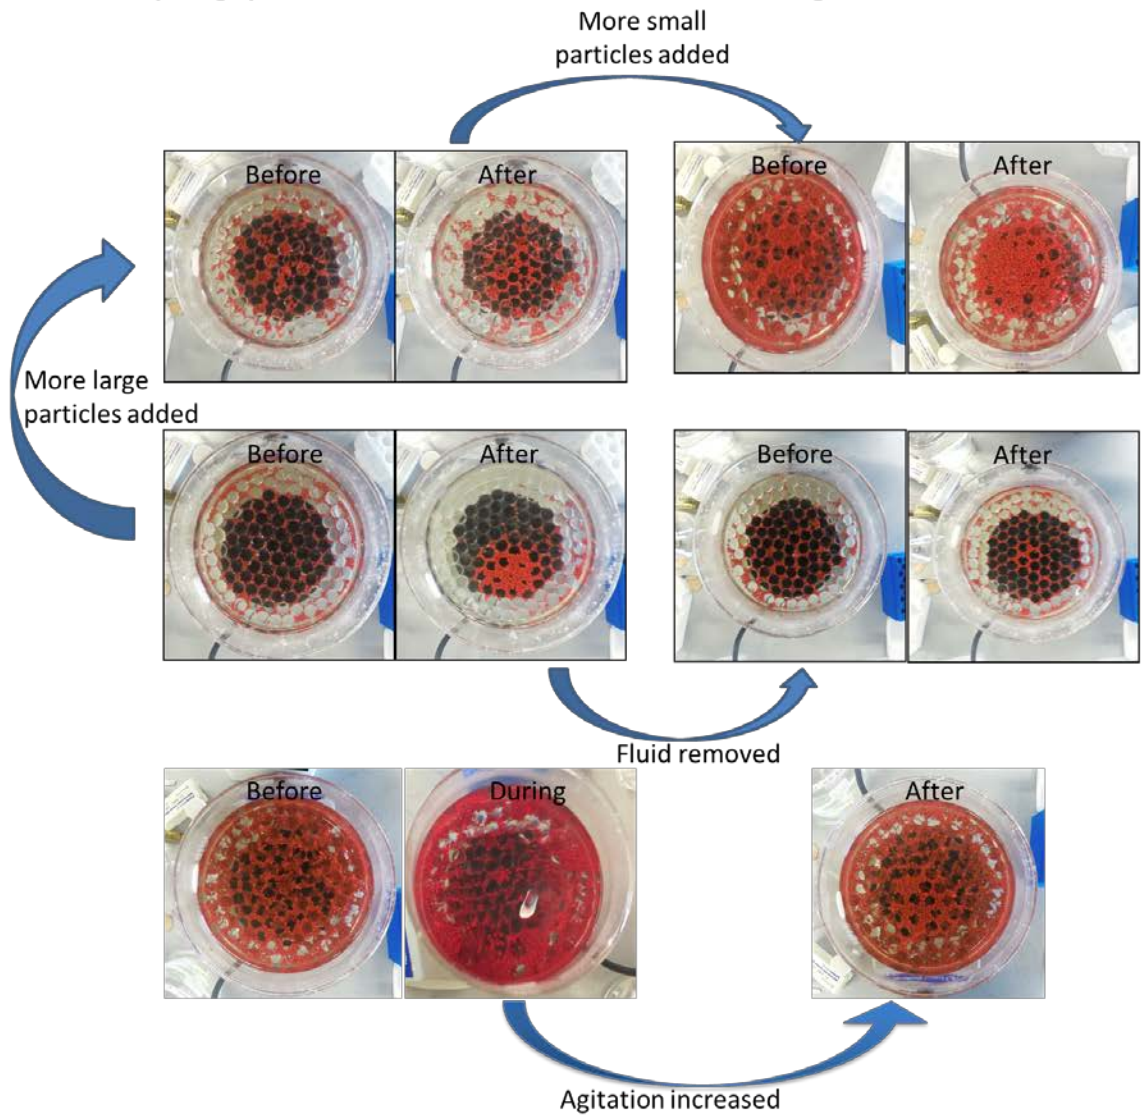 More small
particles added
Before
After
Before
After
More large
particles added
Before
After
Before
After
Fluid removed
Before
During
After
Agitation increased